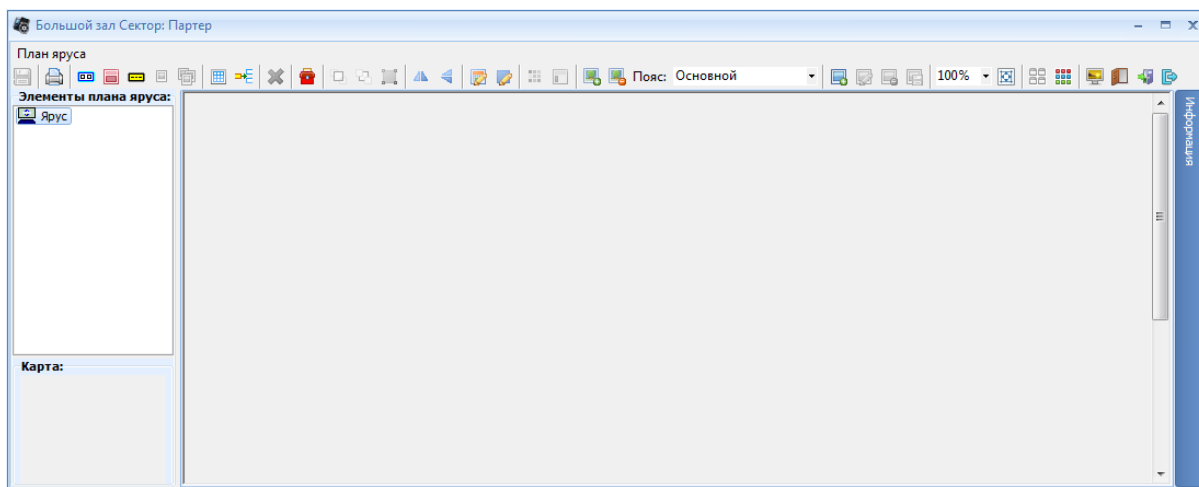 Большой зал Сектор: Партер
План яруса
Пояс: Основной 100%
Элементы плана яруса:
Ярус
Информация
Карта: